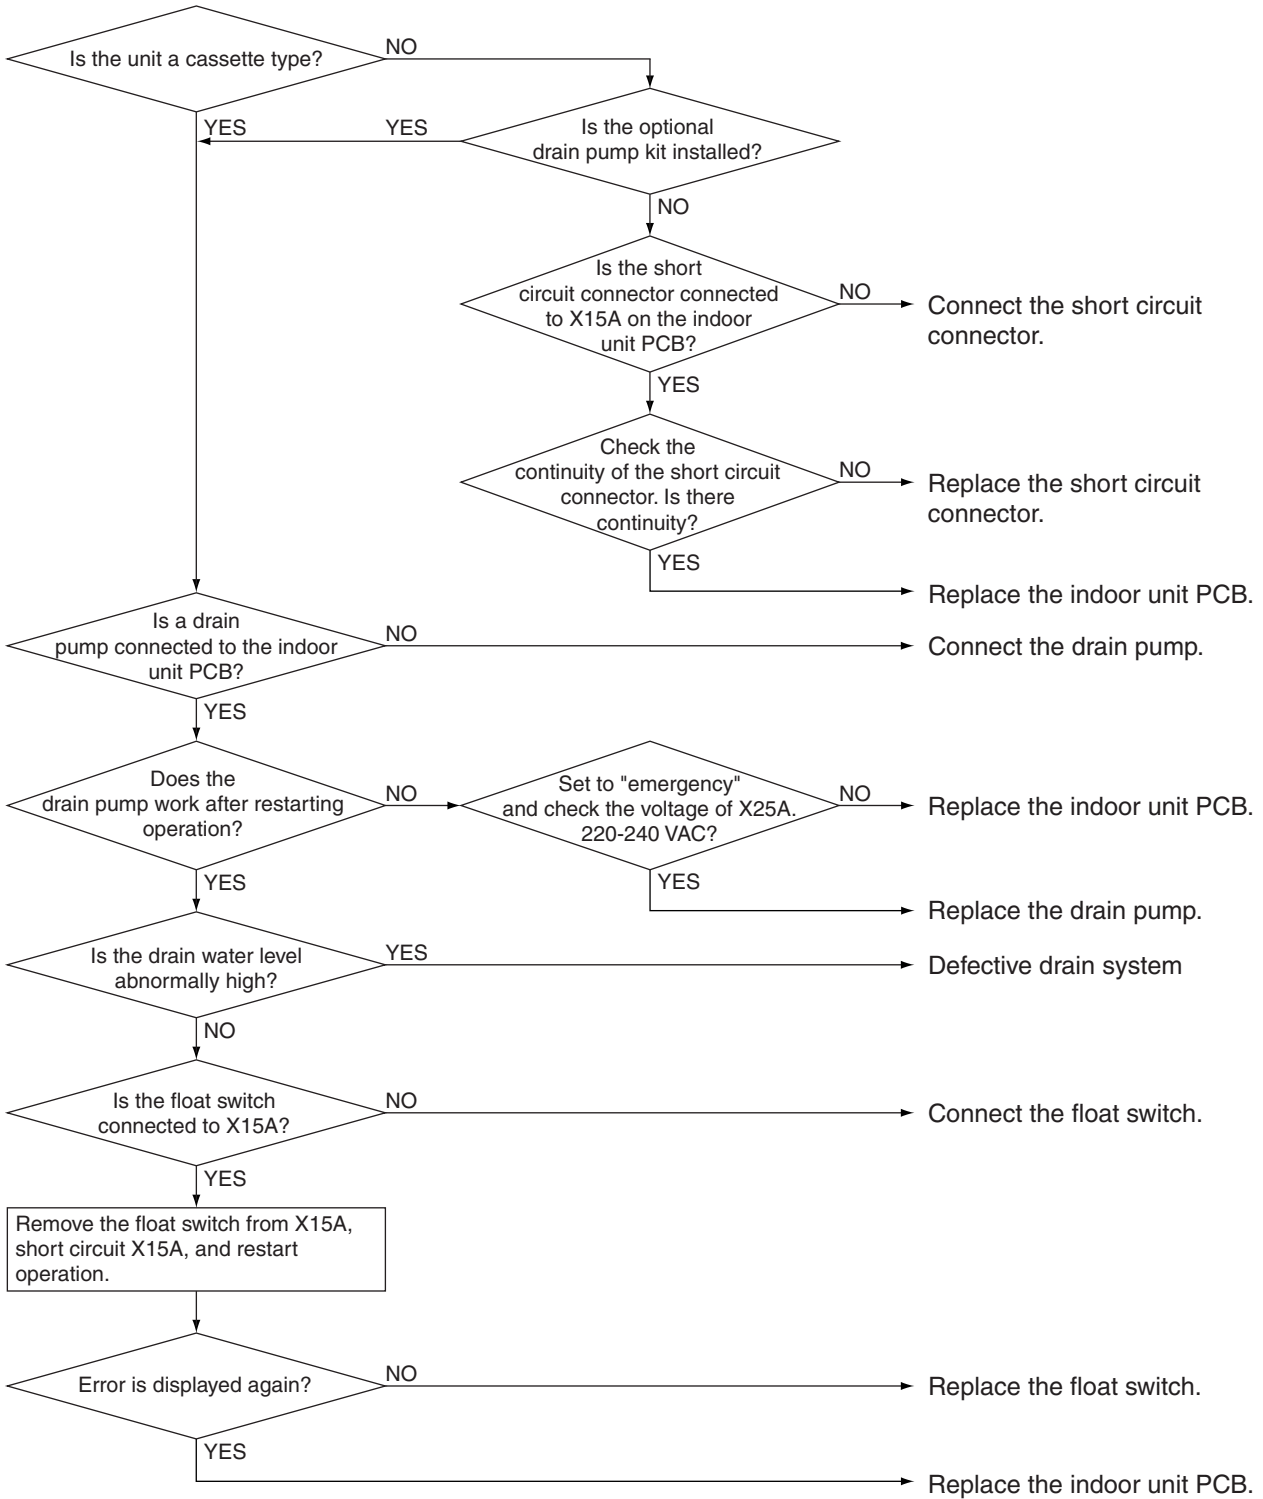 Is the unit a cassette type?
NO
YES
YES
Is the optional
drain pump kit installed?
NO
Is the short
circuit connector connected
to X15A on the indoor
unit PCB?
NO
Connect the short circuit
connector.
YES
Check the
continuity of the short circuit
connector. Is there
continuity?
NO
Replace the short circuit
connector.
YES
Replace the indoor unit PCB.
Is a drain
pump connected to the indoor
unit PCB?
NO
Connect the drain pump.
YES
Does the
drain pump work after restarting
operation?
NO
Set to "emergency"
and check the voltage of X25A.
220-240 VAC?
NO
Replace the indoor unit PCB.
YES
YES
Replace the drain pump.
Is the drain water level
abnormally high?
YES
Defective drain system
NO
Is the float switch
connected to X15A?
NO
Connect the float switch.
YES
Remove the float switch from X15A,
short circuit X15A, and restart
operation.
Error is displayed again?
NO
Replace the float switch.
YES
Replace the indoor unit PCB.